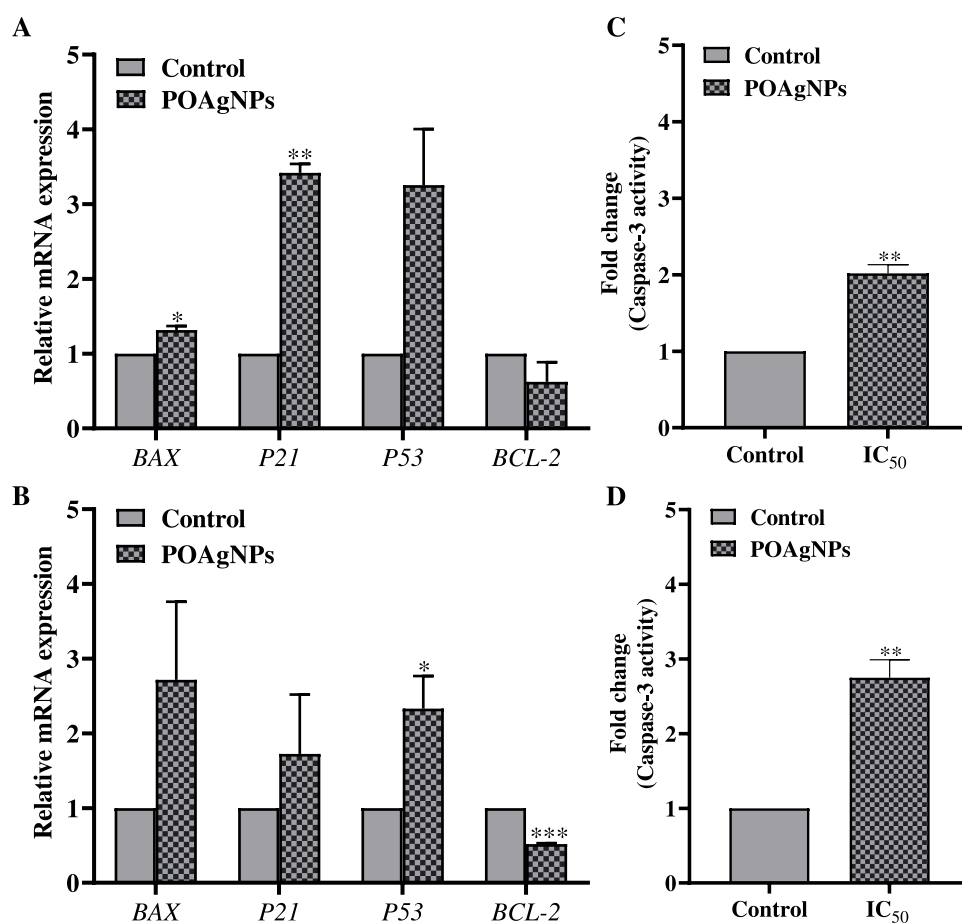 A
Relative mRNA expression
5
4
3
2
1
0
Control
POAgNPs
*
**
BAX
P21
P53
BCL-2
C
Fold change
((Caspase-3 activity)
5
4
3
2
1
0
Control
POAgNPs
**
Control
IC50
B
Relative mRNA expression
5
4
3
2
1
0
Control
POAgNPs
*
***
BAX
P21
P53
BCL-2
D
Fold change
(Caspase-3 activity)
5
4
3
2
1
0
Control
POAgNPs
**
Control
IC50